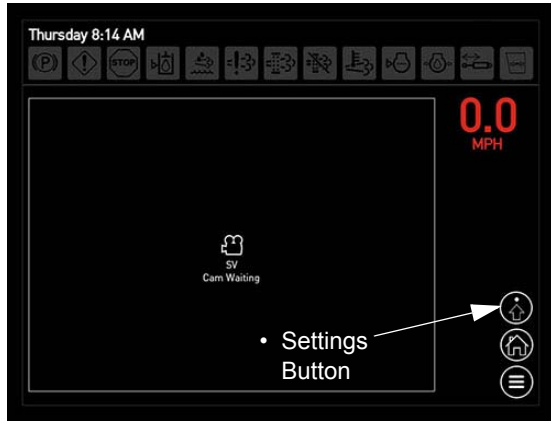 Thursday 8:14 AM
STOP
0.0
MPH
SV
Cam Waiting
• Settings
Button